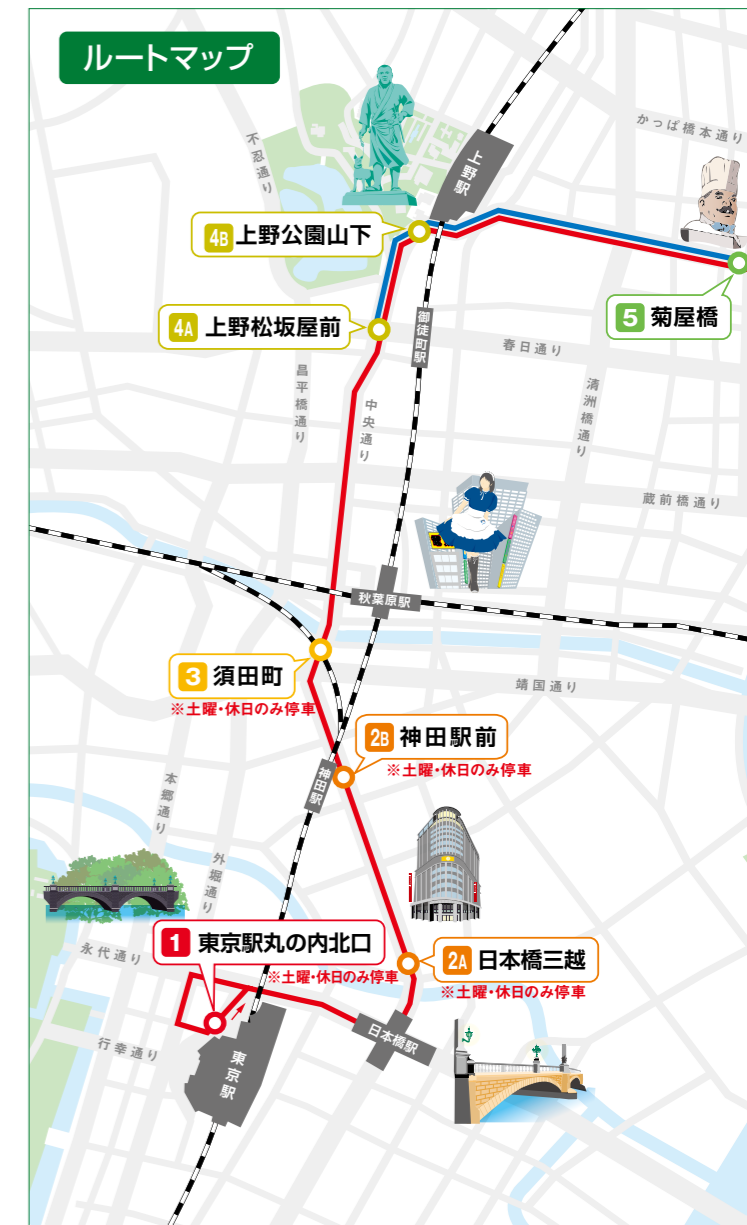 ルートマップ
かっぱ橋本通り
不忍通り
上野駅
4B 上野公園山下
5 菊屋橋
4A 上野松坂屋前
御徒町駅
春日通り
昌平橋通り
中央通り
清洲橋通り
蔵前橋通り
秋葉原駅
3 須田町
※土曜・休日のみ停車
靖国通り
2B 神田駅前
※土曜・休日のみ停車
神田駅
本郷通り
外堀通り
1 東京駅丸の内北口
※土曜・休日のみ停車
永代通り
2A 日本橋三越
※土曜・休日のみ停車
日本橋駅
行幸通り
東京駅